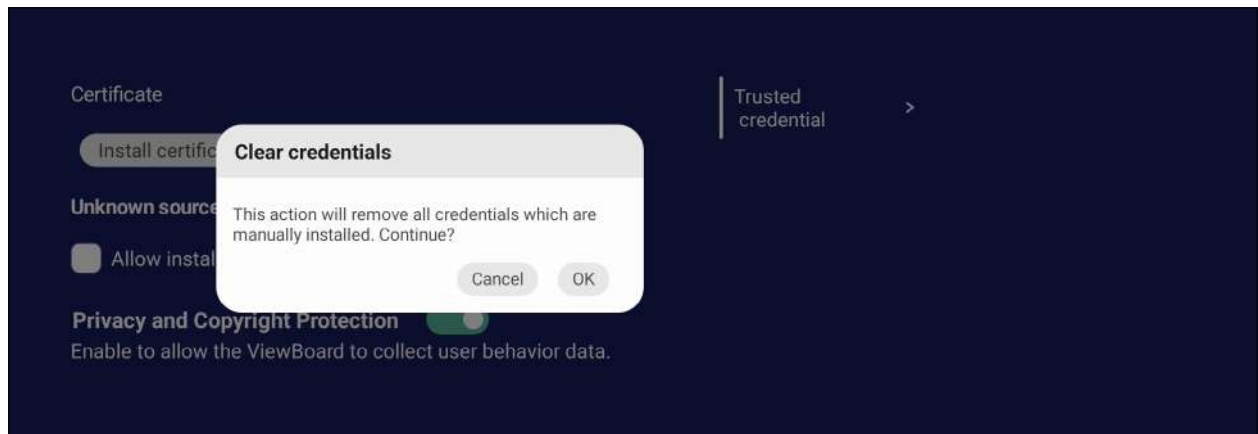 Certificate
Trusted
credential
>
Install certific
Clear credentials
Unknown source
This action will remove all credentials which are
manually installed. Continue?
Allow instal
Cancel
OK
Privacy and Copyright Protection
Enable to allow the ViewBoard to collect user behavior data.